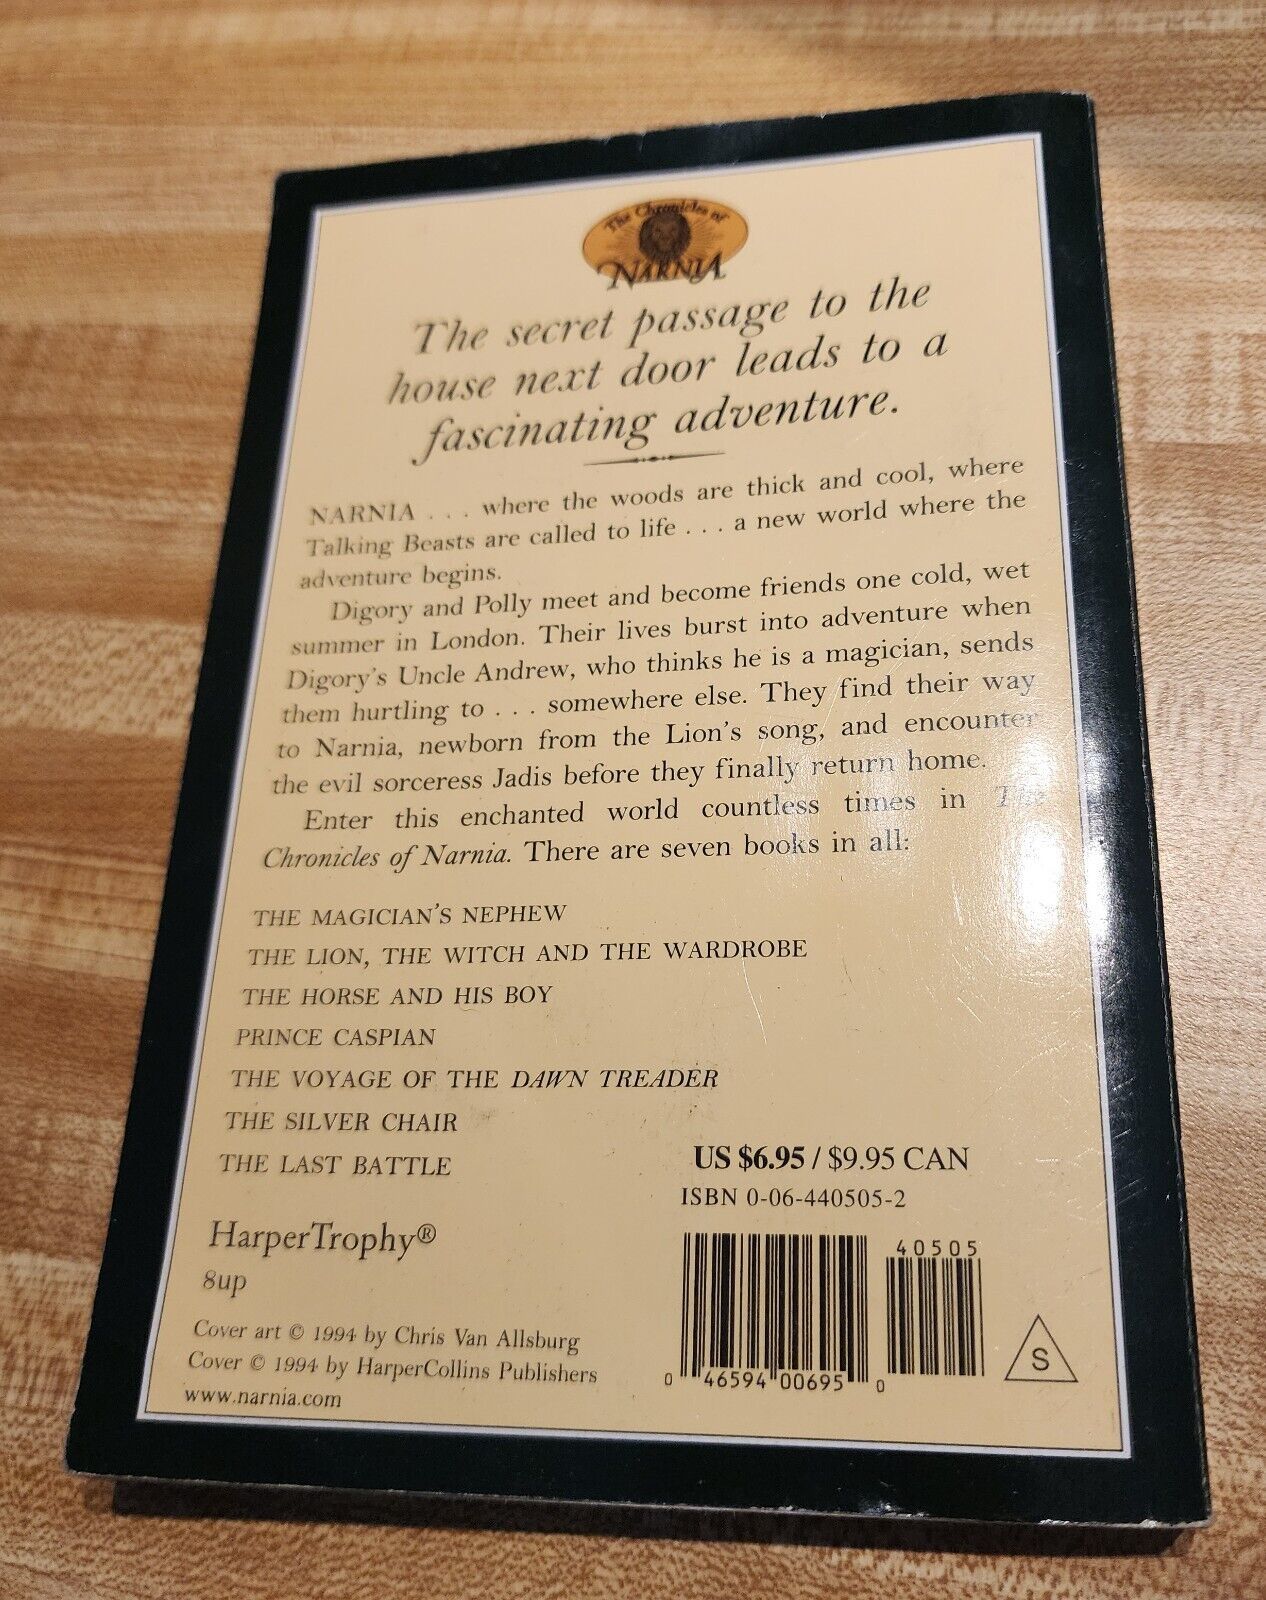 The Chronicles of
NARNIA
The secret passage to the
house next door leads to a
fascinating adventure.
NARNIA . . . where the woods are thick and cool, where
Talking Beasts are called to life . . . a new world where the
adventure begins.
Digory and Polly meet and become friends one cold, wet
summer in London. Their lives burst into adventure when
Digory's Uncle Andrew, who thinks he is a magician, sends
them hurtling to . . . somewhere else. They find their way
to Narnia, newborn from the Lion's song, and encounter
the evil sorceress Jadis before they finally return home.
Enter this enchanted world countless times in The
Chronicles of Narnia. There are seven books in all:
THE MAGICIAN'S NEPHEW
THE LION, THE WITCH AND THE WARDROBE
THE HORSE AND HIS BOY
PRINCE CASPIAN
THE VOYAGE OF THE DAWN TREADER
THE SILVER CHAIR
THE LAST BATTLE
US $6.95 / $9.95 CAN
ISBN 0-06-440505-2
HarperTrophy®
8up
40505
Cover art © 1994 by Chris Van Allsburg
Cover © 1994 by HarperCollins Publishers
www.narnia.com
0 46594 00695 0
S